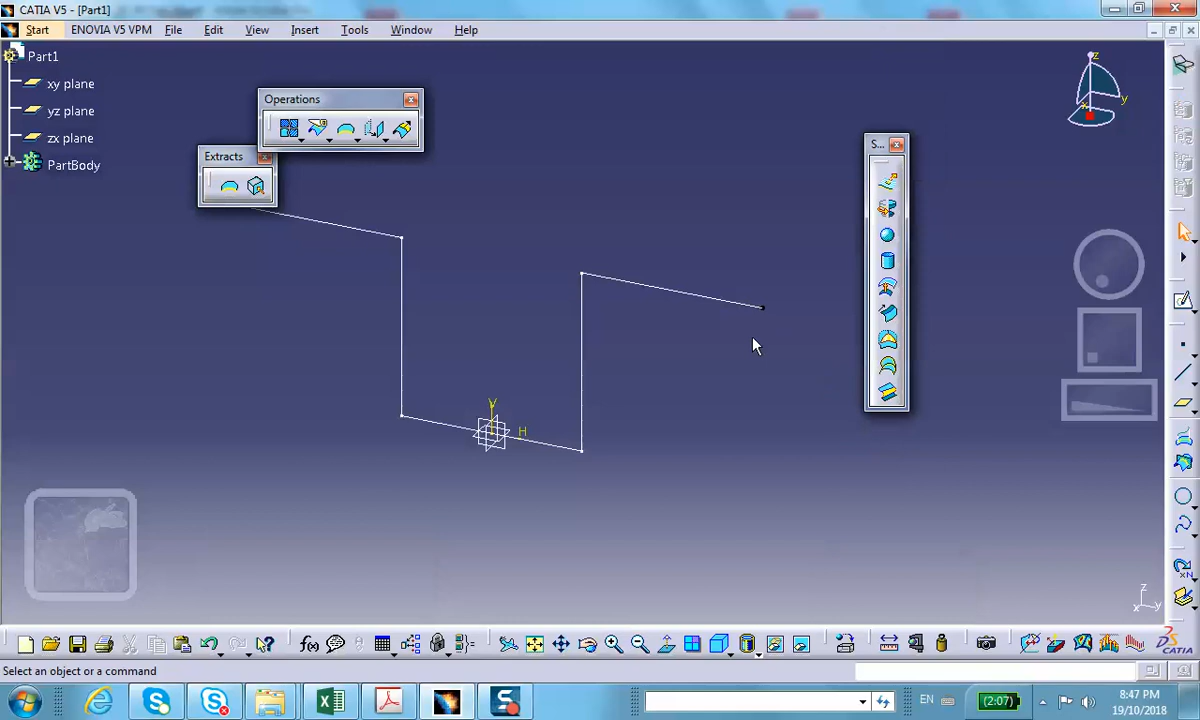 CATIA V5 - [Part1]
Start ENOVIA V5 VPM File Edit View Insert Tools Window Help
Part1
xy plane
yz plane
zx plane
PartBody
Operations
Extracts
S...
z
y
x
V
H
z
x y
f(x)
xN
CATIA
Select an object or a command
EN
(2:07)
8:47 PM
19/10/2018